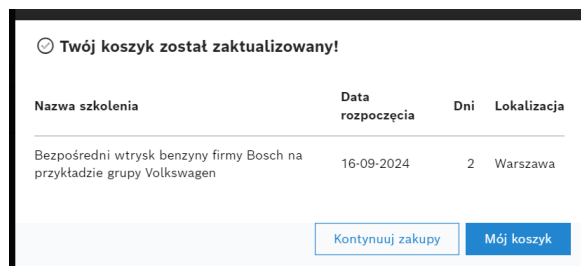 Twój koszyk został zaktualizowany!
Nazwa szkolenia Data rozpoczęcia Dni Lokalizacja
Bezpośredni wtrysk benzyny firmy Bosch na
przykładzie grupy Volkswagen
16-09-2024 2 Warszawa
Kontynuuj zakupy Mój koszyk